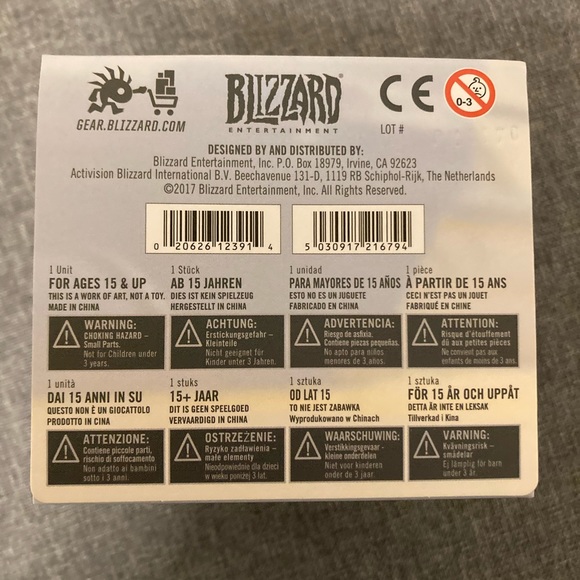 GEAR.BLIZZARD.COM
BLIZZARD®
ENTERTAINMENT
CE
0-3
LOT #
DESIGNED BY AND DISTRIBUTED BY:
Blizzard Entertainment, Inc. P.O. Box 18979, Irvine, CA 92623
Activision Blizzard International B.V. Beechavenue 131-D, 1119 RB Schiphol-Rijk, The Netherlands
©2017 Blizzard Entertainment, Inc. All Rights Reserved.
0 20626 12391 4
5 030917 216794
1 Unit
FOR AGES 15 & UP
THIS IS A WORK OF ART, NOT A TOY.
MADE IN CHINA
WARNING:
CHOKING HAZARD –
Small Parts.
Not for Children under
3 years.
1 Stück
AB 15 JAHREN
DIES IST KEIN SPIELZEUG
HERGESTELLT IN CHINA
ACHTUNG:
Erstickungsgefahr –
Kleinteile
Nicht geeignet für
Kinder unter 3 Jahren.
1 unidad
PARA MAYORES DE 15 AÑOS
ESTO NO ES UN JUGUETE
FABRICADO EN CHINA
ADVERTENCIA:
Riesgo de asfixia.
Contiene piezas pequeñas.
No apto para niños
menores de 3 años.
1 pièce
À PARTIR DE 15 ANS
CECI N'EST PAS UN JOUET
FABRIQUÉ EN CHINE
ATTENTION:
Risque d'étouffement
dû aux petites pièces
Ne convient pas aux
enfants de moins de 3 ans.
1 unità
DAI 15 ANNI IN SU
QUESTO NON È UN GIOCATTOLO
PRODOTTO IN CINA
ATTENZIONE:
Contiene piccole parti,
rischio di soffocamento
Non adatto ai bambini
sotto i 3 anni.
1 stuks
15+ JAAR
DIT IS GEEN SPEELGOED
VERVAARDIGD IN CHINA
OSTRZEŻENIE:
Ryzyko zadławienia –
małe elementy
Nieodpowiednie dla dzieci
w wieku poniżej 3 lat.
1 sztuka
OD LAT 15
TO NIE JEST ZABAWKA
Wyprodukowano w Chinach
WAARSCHUWING:
Verstikkingsgevaar –
kleine onderdelen
Niet voor kinderen
onder de 3 jaar.
1 sztuka
FÖR 15 ÅR OCH UPPÅT
DETTA ÄR INTE EN LEKSAK
Tillverkad i Kina
VARNING:
Kvävningsrisk –
smådelar
Ej lämplig för barn
under 3 år.